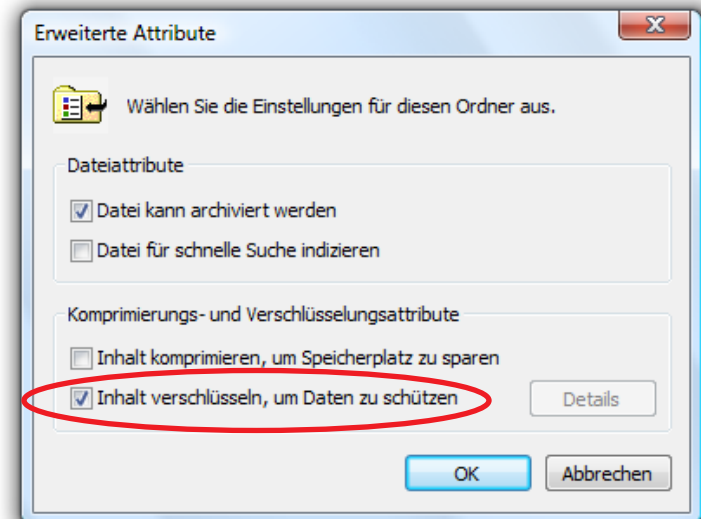 Erweiterte Attribute
Wählen Sie die Einstellungen für diesen Ordner aus.
Dateiattribute
Datei kann archiviert werden
Datei für schnelle Suche indizieren
Komprimierungs- und Verschlüsselungsattribute
Inhalt komprimieren, um Speicherplatz zu sparen
Inhalt verschlüsseln, um Daten zu schützen
Details
OK
Abbrechen